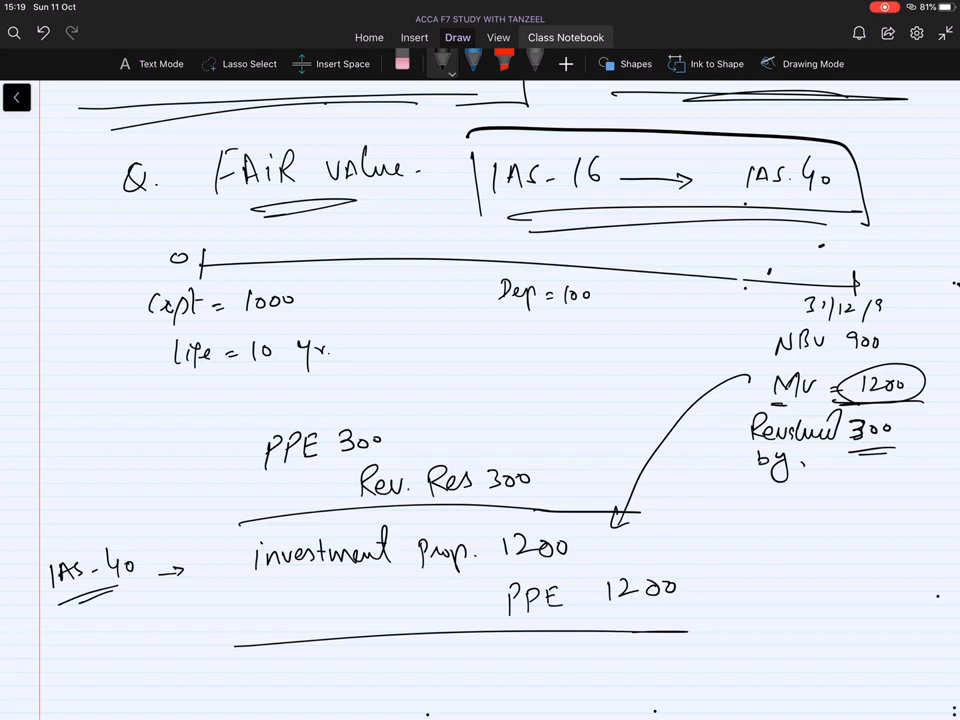 15:19 Sun 11 Oct
81%
ACCA F7 STUDY WITH TANZEEL
Home Insert Draw View Class Notebook
Text Mode Lasso Select Insert Space Shapes Ink to Shape Drawing Mode
Q. FAIR VALUE. IAS-16 → IAS.40
0
Cost = 1000 Dep = 100 31/12/9
life = 10 Yr. NBV 900
MV = 1200
Revalued 300
by.
PPE 300
Rev. Res 300
IAS-40 → investment Prop. 1200
PPE 1200